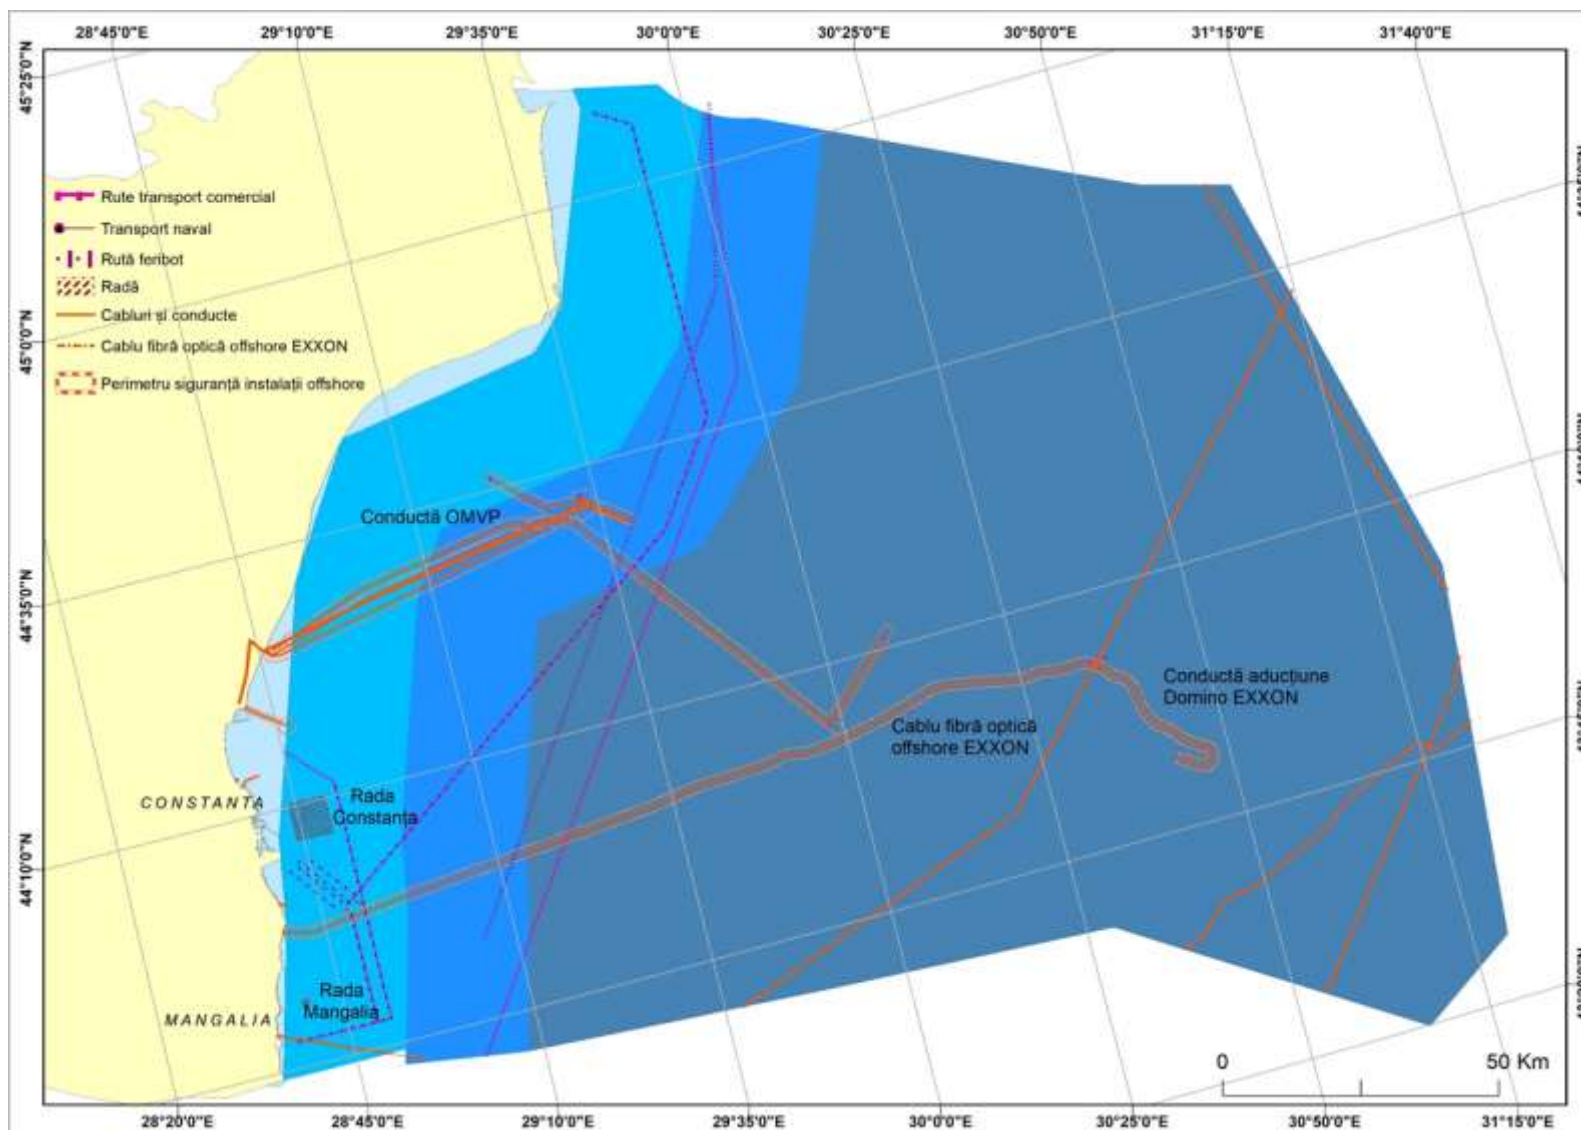 28°45'0"E 29°10'0"E 29°35'0"E 30°0'0"E 30°25'0"E 30°50'0"E 31°15'0"E 31°40'0"E
45°25'0"N
45°0'0"N
44°35'0"N
44°10'0"N
Rute transport comercial
Transport naval
Rută feribot
Radă
Cabluri și conducte
Cablu fibră optică offshore EXXON
Perimetru siguranță instalații offshore
Conductă OMVP
Conductă aducțiune
Domino EXXON
Cablu fibră optică
offshore EXXON
CONSTANTA
Rada
Constanța
Rada
Mangalia
MANGALIA
0 50 Km
28°20'0"E 28°45'0"E 29°10'0"E 29°35'0"E 30°0'0"E 30°25'0"E 30°50'0"E 31°15'0"E